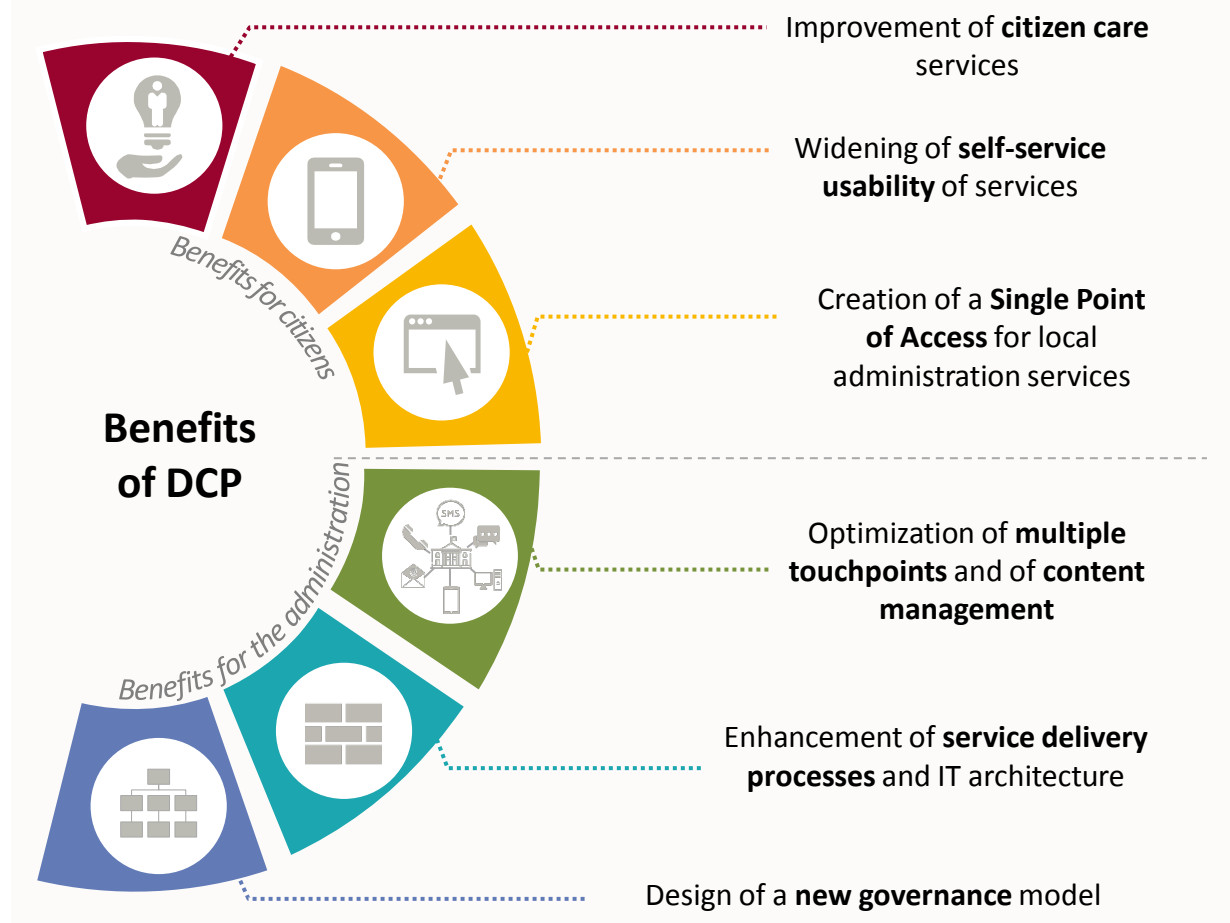 Improvement of citizen care
services
Widening of self-service
usability of services
Benefits for citizens
Creation of a Single Point
of Access for local
administration services
Benefits
of DCP
Benefits for the administration
SMS
Optimization of multiple
touchpoints and of content
management
Enhancement of service delivery
processes and IT architecture
Design of a new governance model